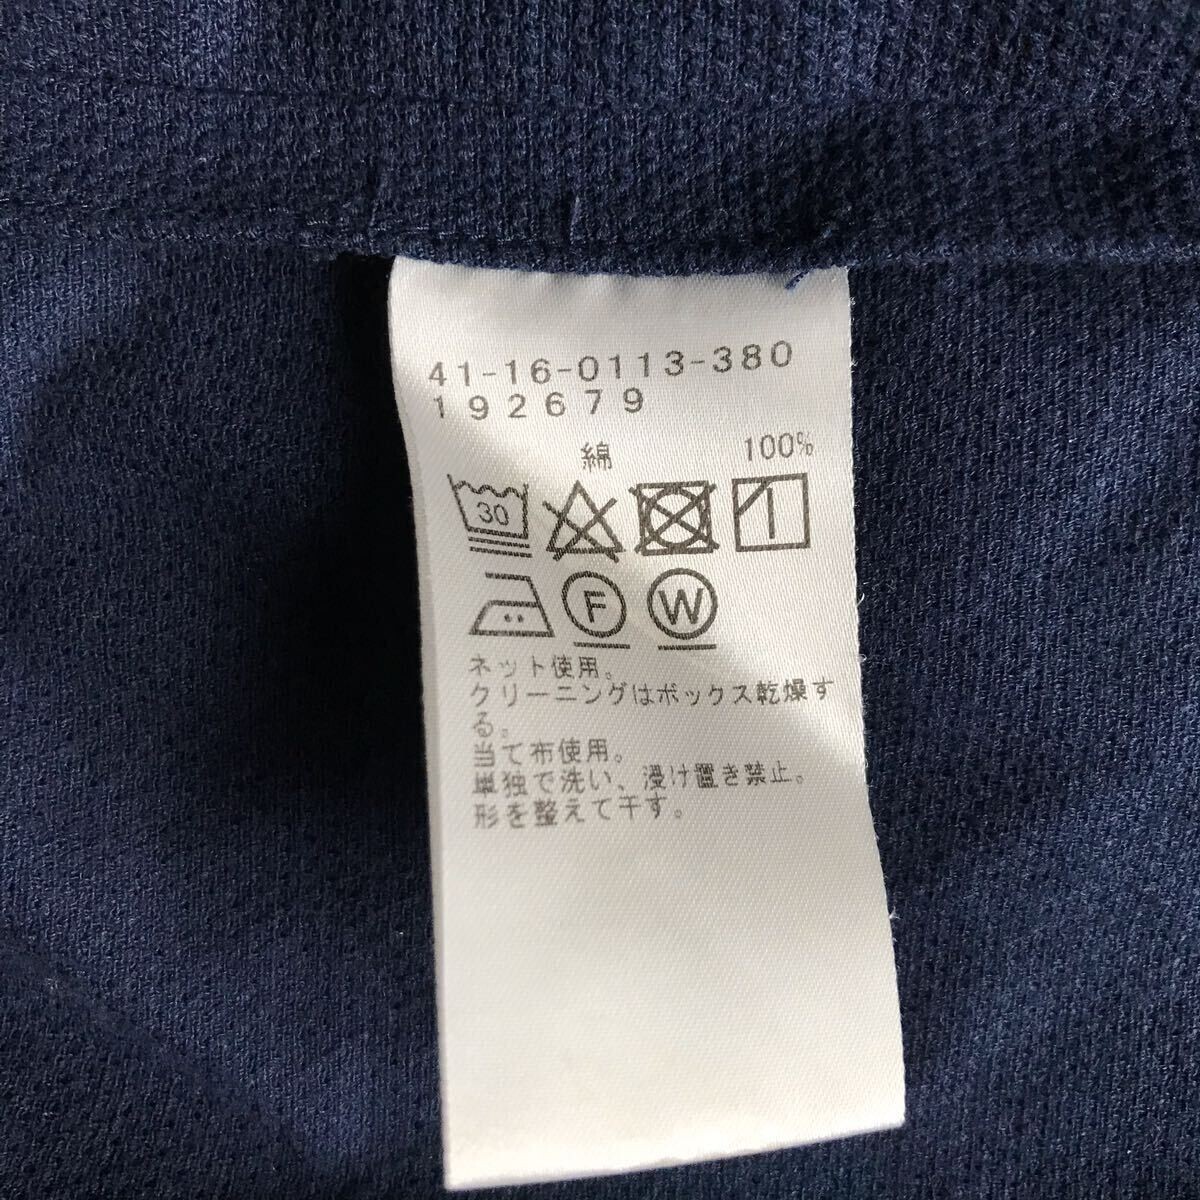 41-16-0113-380
192679
綿 100%
30
F W
ネット使用。
クリーニングはボックス乾燥す
る。
当て布使用。
単独で洗い、浸け置き禁止。
形を整えて干す。